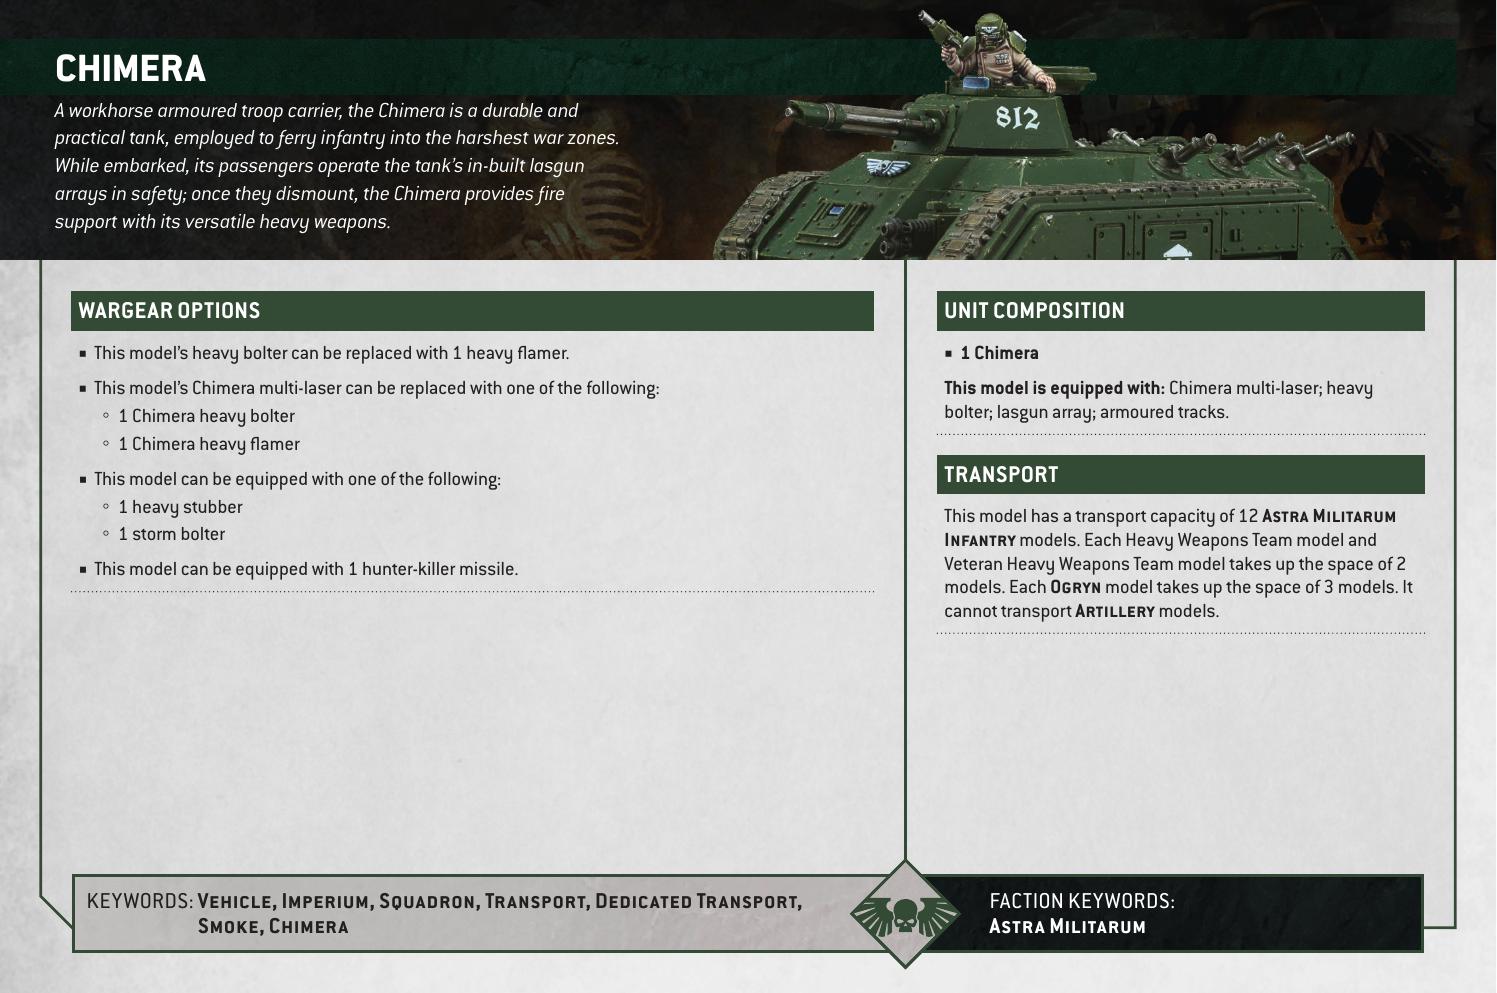 CHIMERA
A workhorse armoured troop carrier, the Chimera is a durable and
practical tank, employed to ferry infantry into the harshest war zones.
While embarked, its passengers operate the tank's in-built lasgun
arrays in safety; once they dismount, the Chimera provides fire
support with its versatile heavy weapons.
812
WARGEAR OPTIONS
▪ This model's heavy bolter can be replaced with 1 heavy flamer.
▪ This model's Chimera multi-laser can be replaced with one of the following:
◦ 1 Chimera heavy bolter
◦ 1 Chimera heavy flamer
▪ This model can be equipped with one of the following:
◦ 1 heavy stubber
◦ 1 storm bolter
▪ This model can be equipped with 1 hunter-killer missile.
UNIT COMPOSITION
▪ 1 Chimera
This model is equipped with: Chimera multi-laser; heavy
bolter; lasgun array; armoured tracks.
TRANSPORT
This model has a transport capacity of 12 ASTRA MILITARUM
INFANTRY models. Each Heavy Weapons Team model and
Veteran Heavy Weapons Team model takes up the space of 2
models. Each OGRYN model takes up the space of 3 models. It
cannot transport ARTILLERY models.
KEYWORDS: VEHICLE, IMPERIUM, SQUADRON, TRANSPORT, DEDICATED TRANSPORT,
SMOKE, CHIMERA
FACTION KEYWORDS:
ASTRA MILITARUM